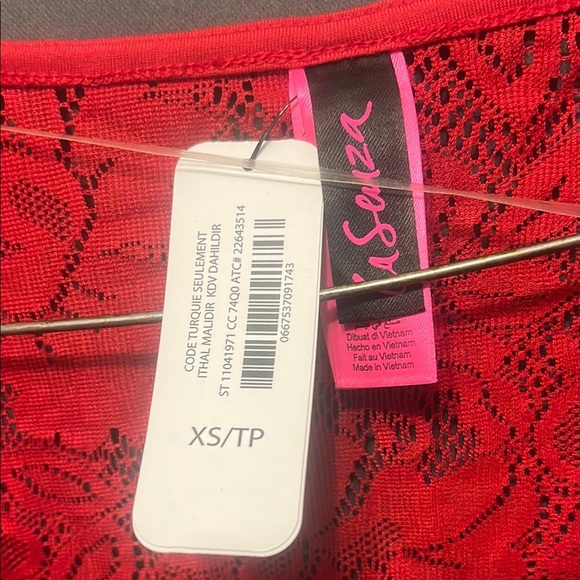 CODE TURQUIE SEULEMENT
ITHAL MALIDIR KDV DAHILDIR
ST 11041971 CC 74Q0 ATC# 22643514
0667537091743
XS/TP
la Senza
Dibuat di Vietnam
Hecho en Vietnam
Fait au Vietnam
Made in Vietnam